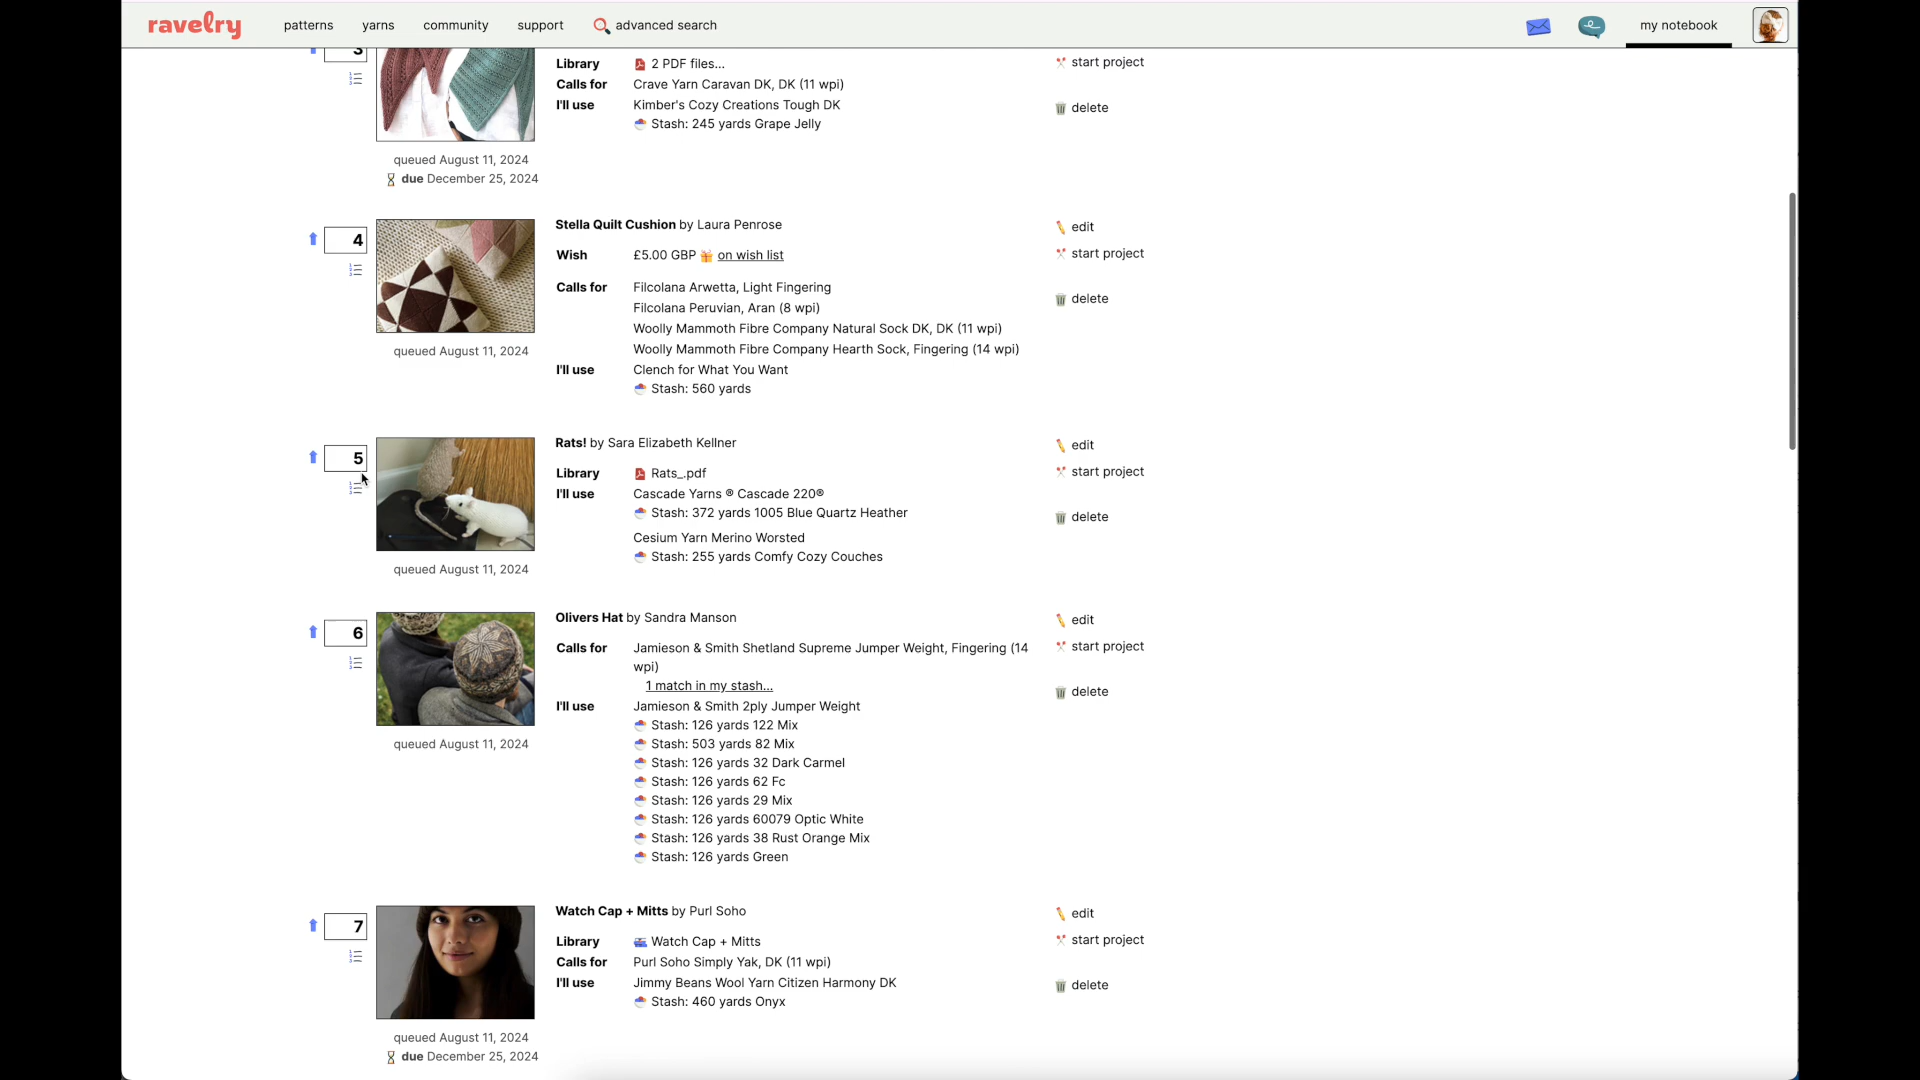 ravelry
patterns
yarns
community
support
advanced search
my notebook
3
Library 2 PDF files...
Calls for Crave Yarn Caravan DK, DK (11 wpi)
I'll use Kimber's Cozy Creations Tough DK
Stash: 245 yards Grape Jelly
start project
delete
queued August 11, 2024
due December 25, 2024
4
Stella Quilt Cushion by Laura Penrose
Wish £5.00 GBP on wish list
Calls for Filcolana Arwetta, Light Fingering
Filcolana Peruvian, Aran (8 wpi)
Woolly Mammoth Fibre Company Natural Sock DK, DK (11 wpi)
Woolly Mammoth Fibre Company Hearth Sock, Fingering (14 wpi)
I'll use Clench for What You Want
Stash: 560 yards
edit
start project
delete
queued August 11, 2024
5
Rats! by Sara Elizabeth Kellner
Library Rats_.pdf
I'll use Cascade Yarns ® Cascade 220®
Stash: 372 yards 1005 Blue Quartz Heather
Cesium Yarn Merino Worsted
Stash: 255 yards Comfy Cozy Couches
edit
start project
delete
queued August 11, 2024
6
Olivers Hat by Sandra Manson
Calls for Jamieson & Smith Shetland Supreme Jumper Weight, Fingering (14
wpi)
1 match in my stash...
I'll use Jamieson & Smith 2ply Jumper Weight
Stash: 126 yards 122 Mix
Stash: 503 yards 82 Mix
Stash: 126 yards 32 Dark Carmel
Stash: 126 yards 62 Fc
Stash: 126 yards 29 Mix
Stash: 126 yards 60079 Optic White
Stash: 126 yards 38 Rust Orange Mix
Stash: 126 yards Green
edit
start project
delete
queued August 11, 2024
7
Watch Cap + Mitts by Purl Soho
Library Watch Cap + Mitts
Calls for Purl Soho Simply Yak, DK (11 wpi)
I'll use Jimmy Beans Wool Yarn Citizen Harmony DK
Stash: 460 yards Onyx
edit
start project
delete
queued August 11, 2024
due December 25, 2024